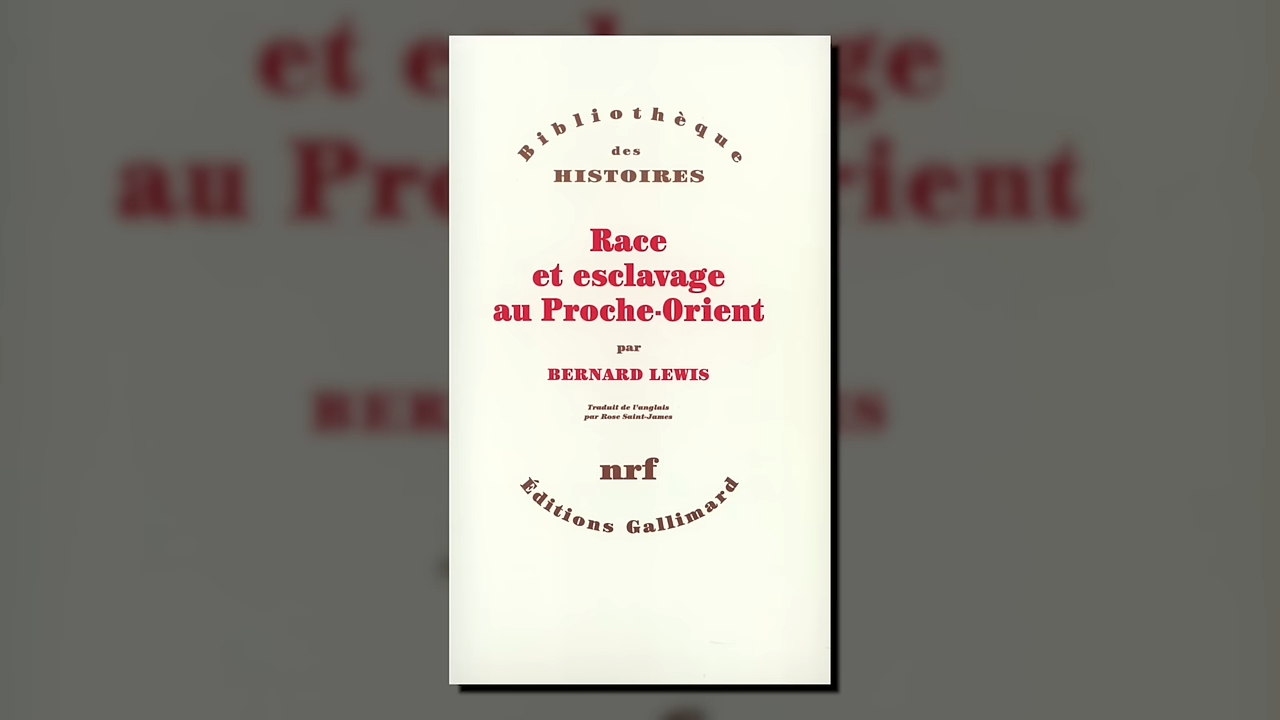 Bibliothèque
des
HISTOIRES
Race
et esclavage
au Proche-Orient
par
BERNARD LEWIS
Traduit de l'anglais
par Rose Saint-James
nrf
Éditions Gallimard